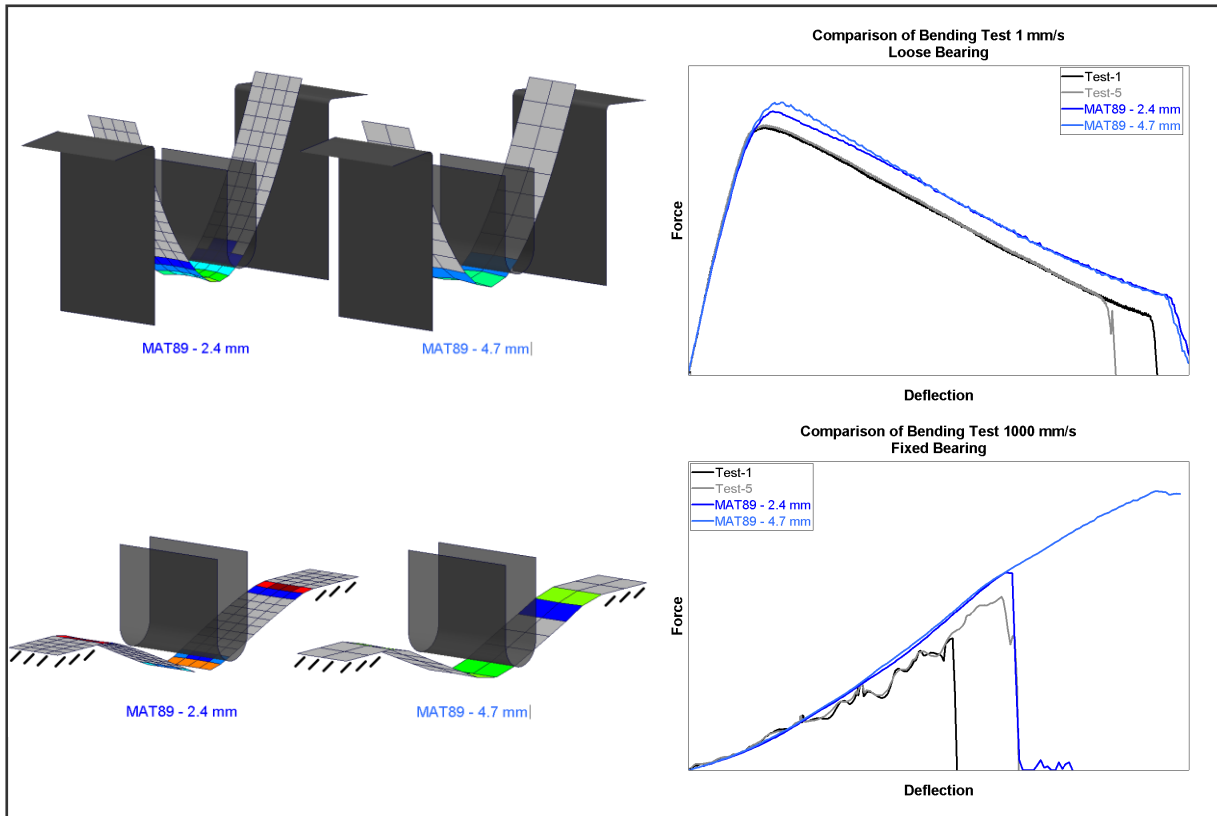 Comparison of Bending Test 1 mm/s
Loose Bearing
Test-1
Test-5
MAT89 - 2.4 mm
MAT89 - 4.7 mm
Force
Deflection
MAT89 - 2.4 mm
MAT89 - 4.7 mm
Comparison of Bending Test 1000 mm/s
Fixed Bearing
Test-1
Test-5
MAT89 - 2.4 mm
MAT89 - 4.7 mm
Force
Deflection
MAT89 - 2.4 mm
MAT89 - 4.7 mm